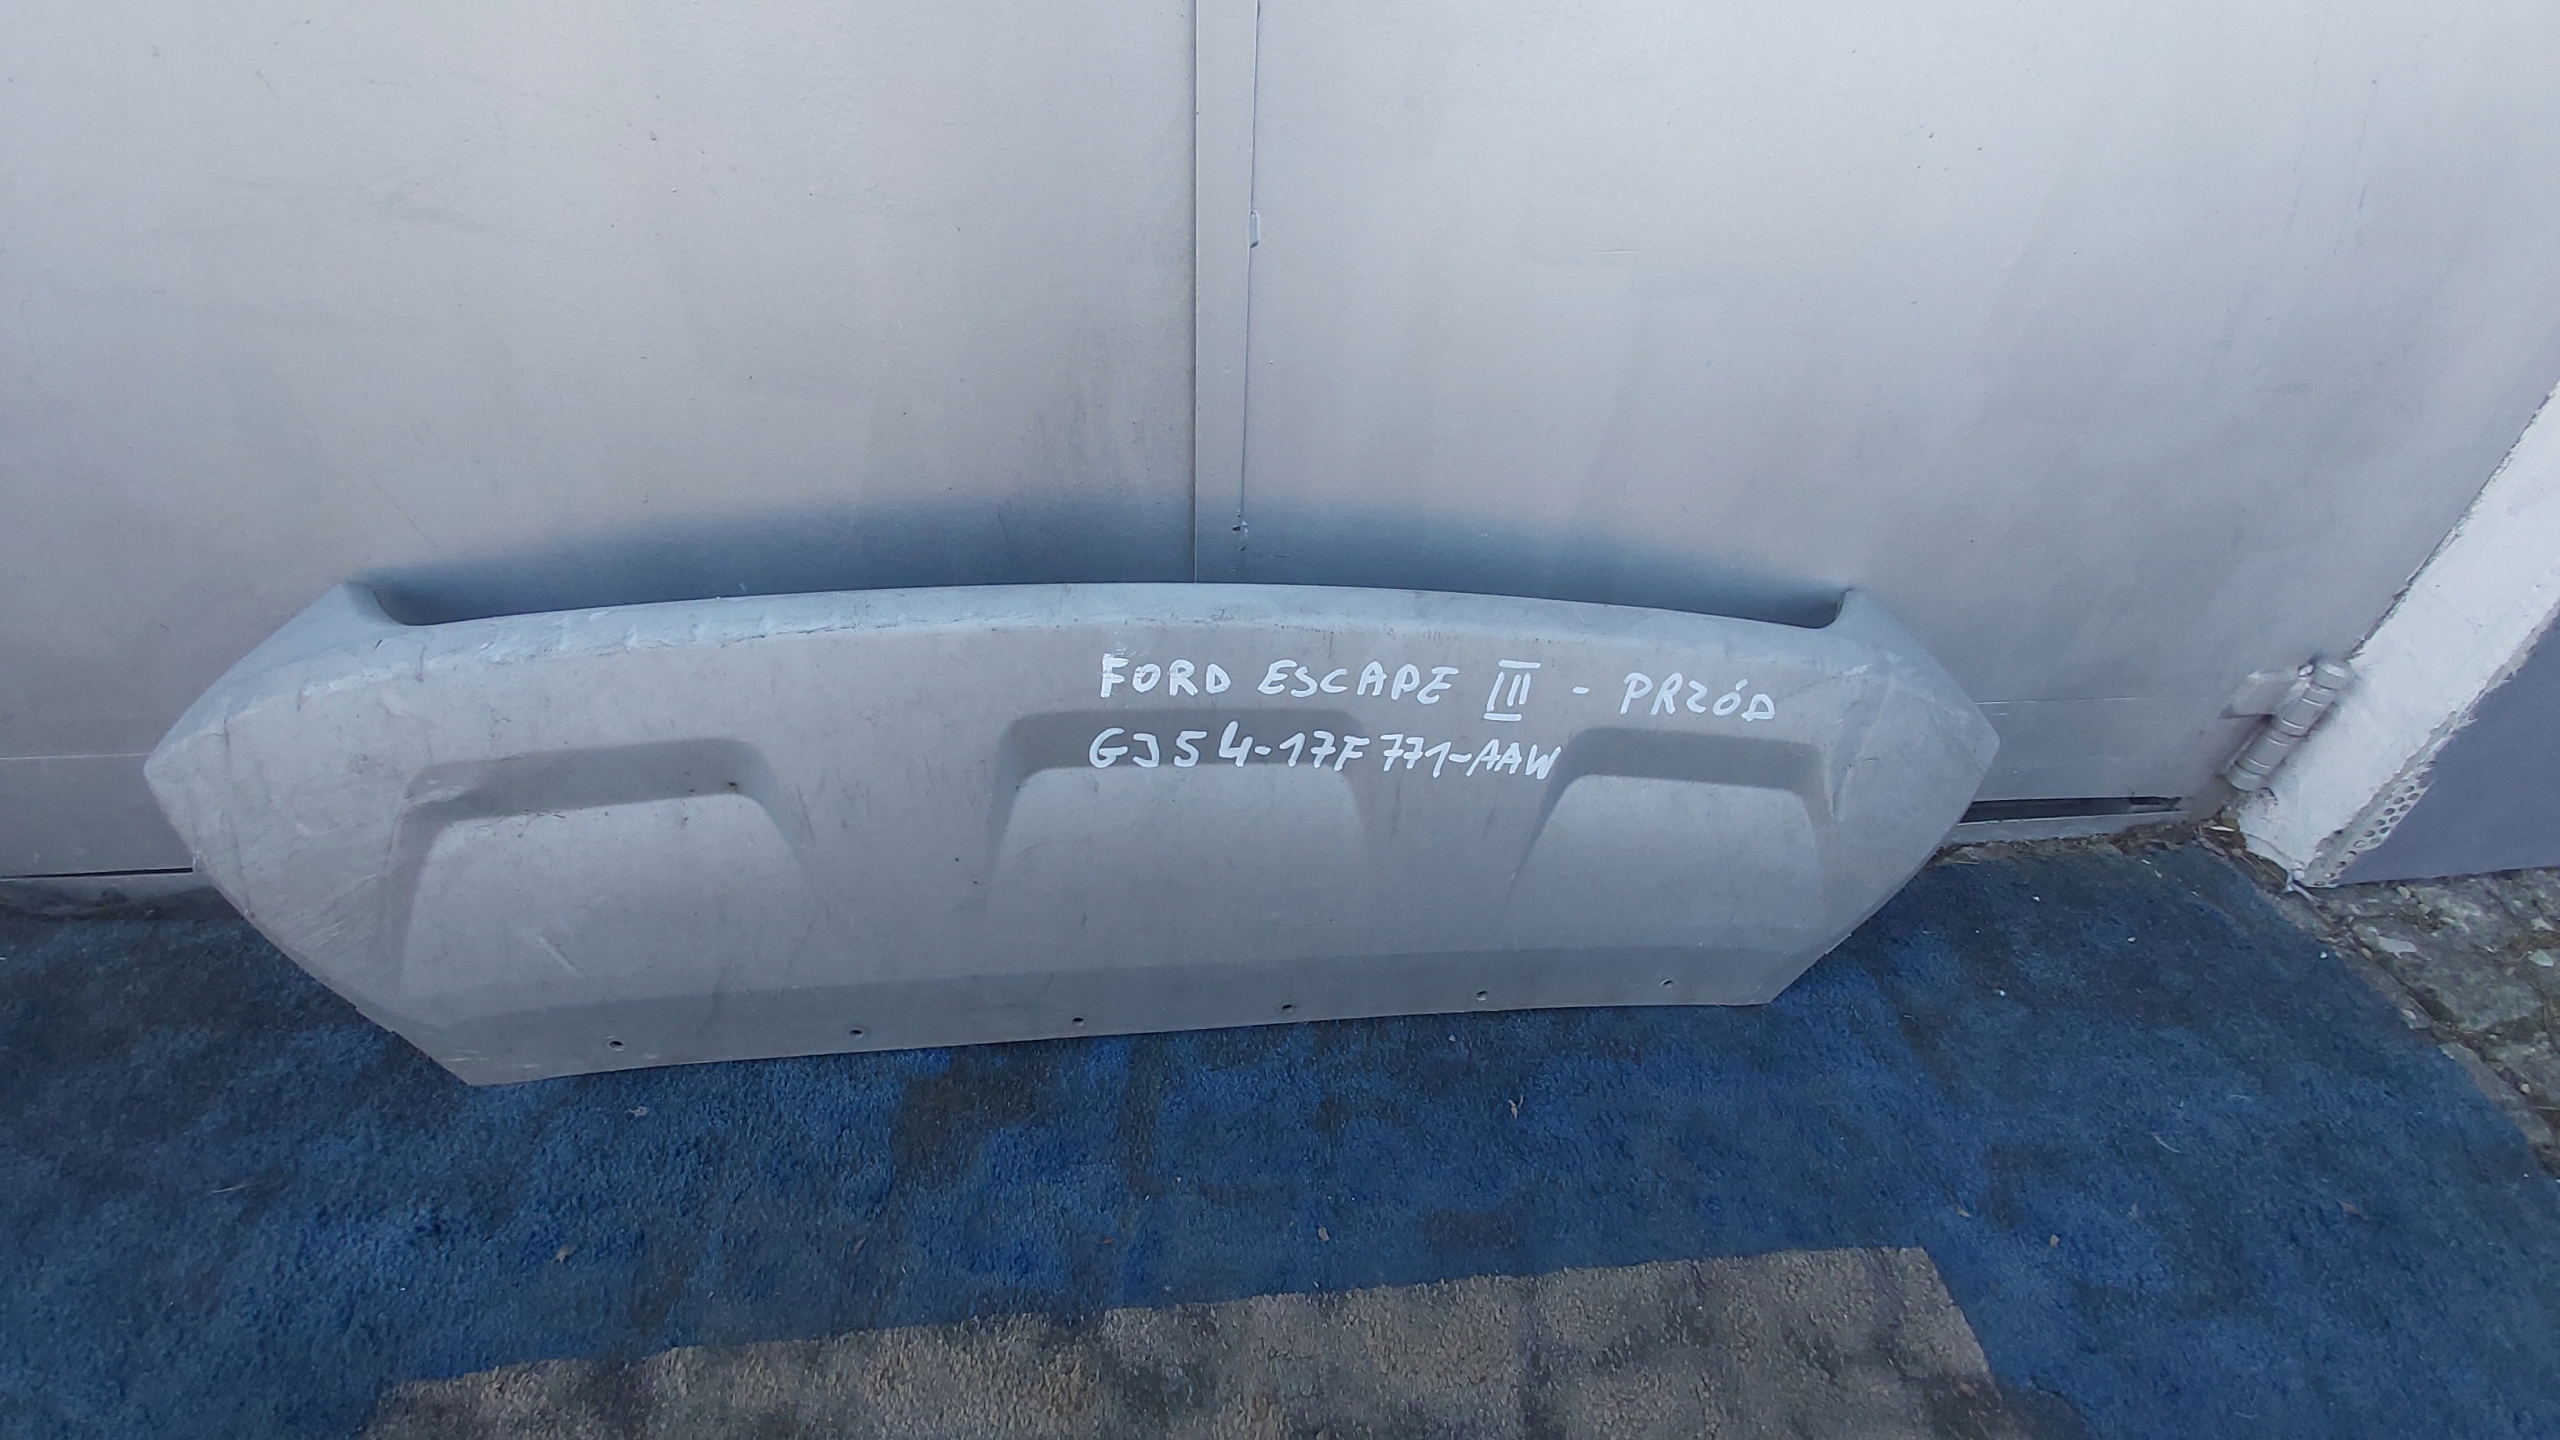 FORD ESCAPE III - PRZÓD
GJ54-17F771-AAW